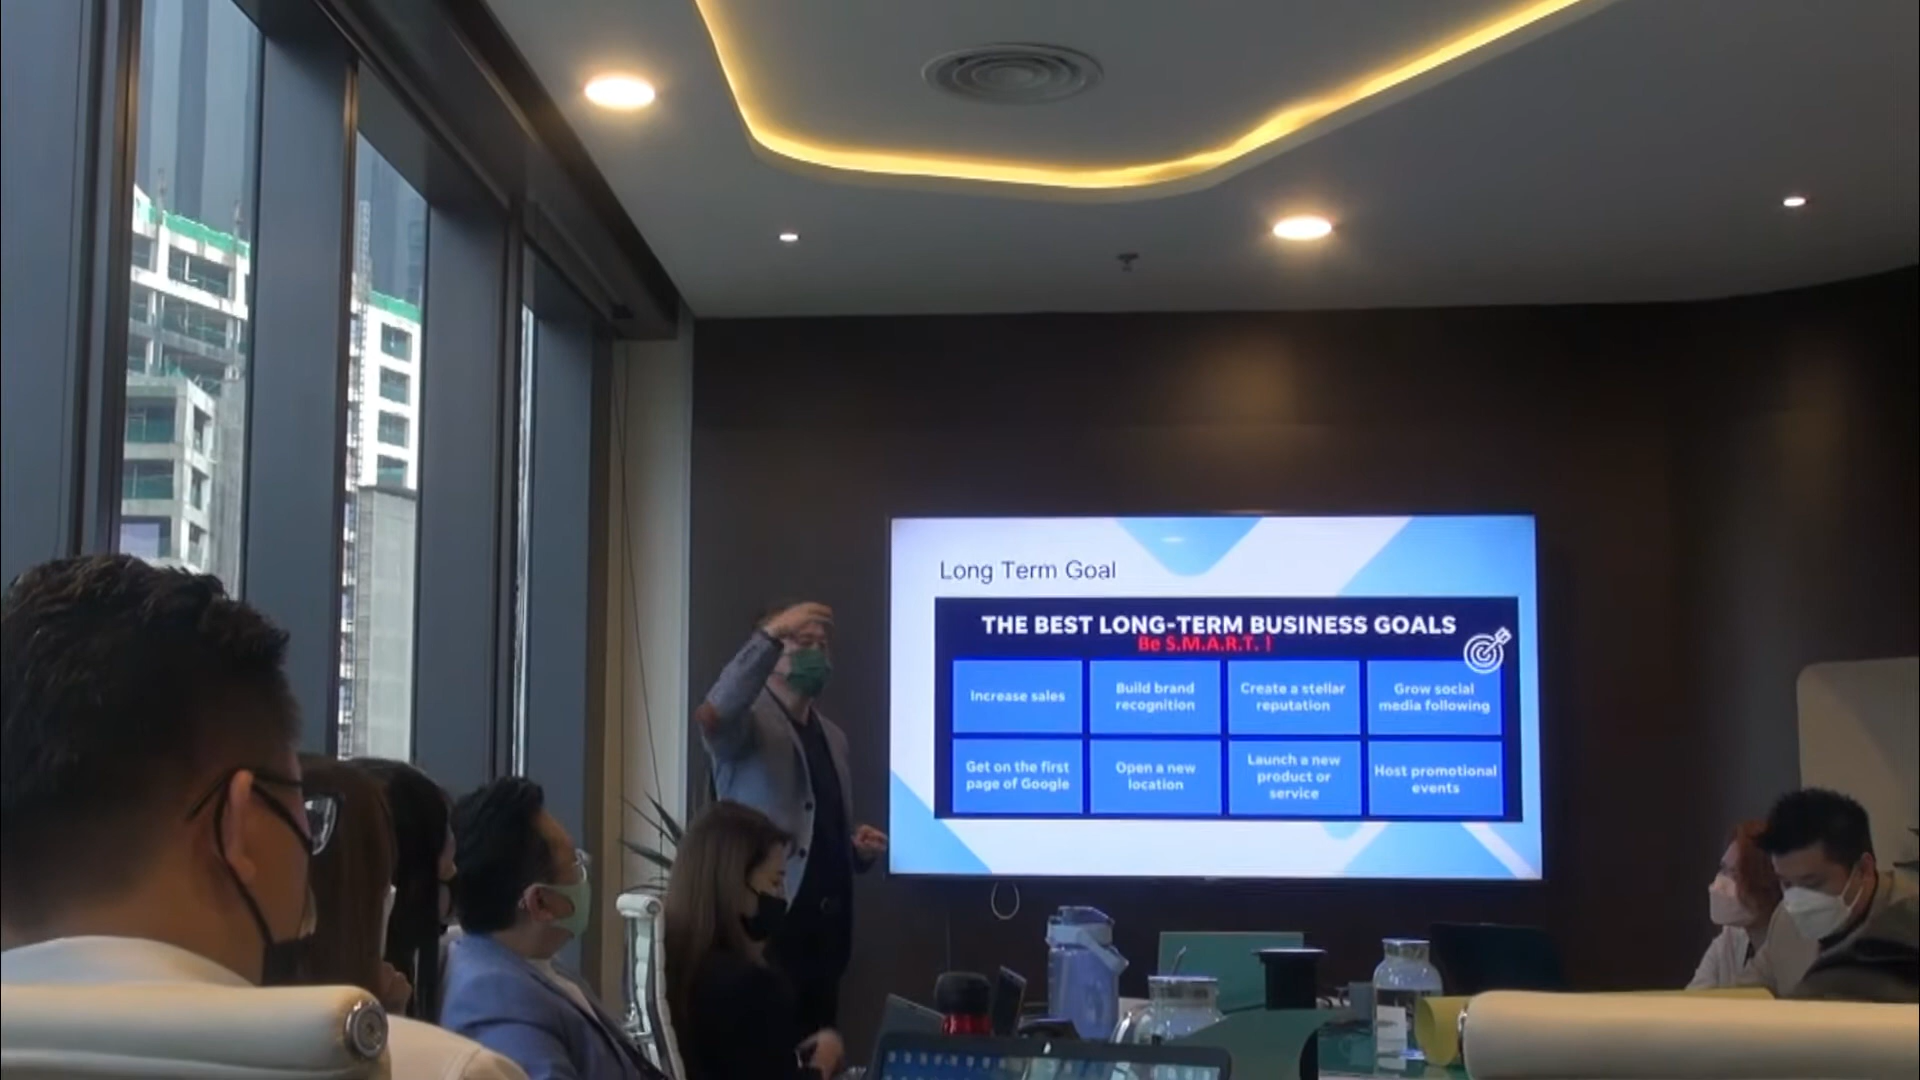 Long Term Goal
THE BEST LONG-TERM BUSINESS GOALS
Be S.M.A.R.T. !
Increase sales
Build brand
recognition
Create a stellar
reputation
Grow social
media following
Get on the first
page of Google
Open a new
location
Launch a new
product or
service
Host promotional
events